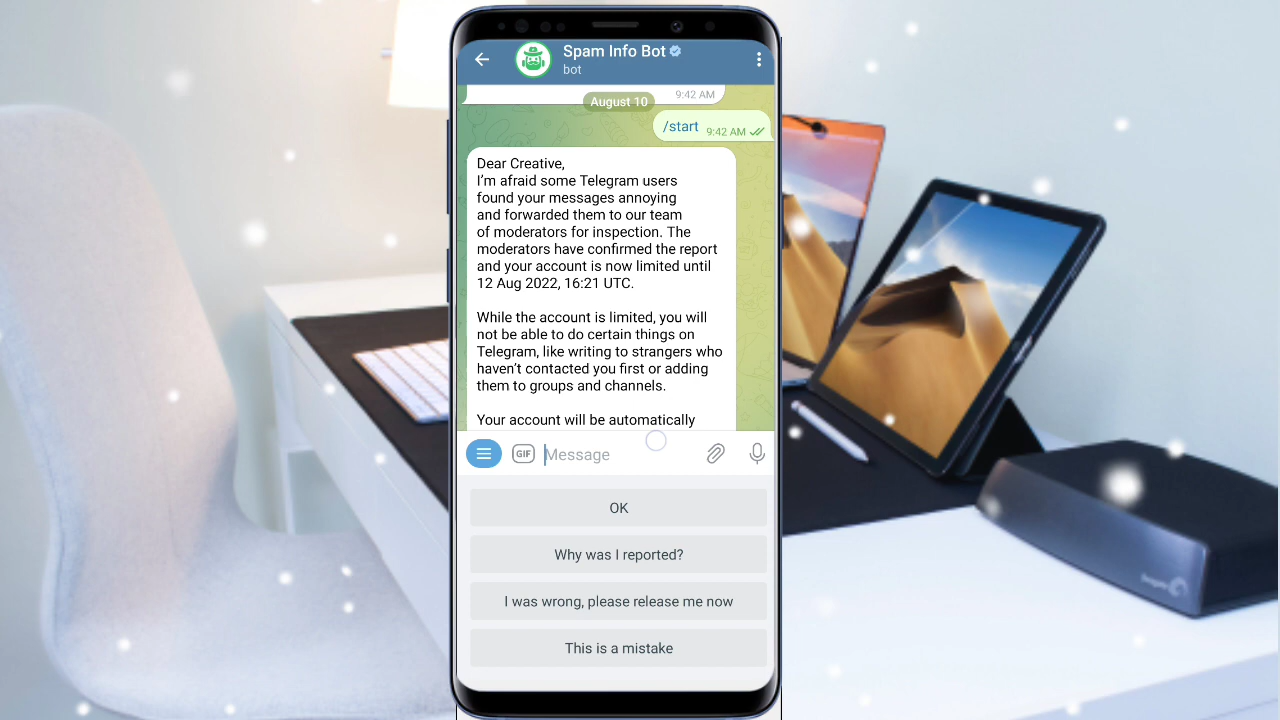 Spam Info Bot
bot
9:42 AM
August 10
/start 9:42 AM
Dear Creative,
I'm afraid some Telegram users
found your messages annoying
and forwarded them to our team
of moderators for inspection. The
moderators have confirmed the report
and your account is now limited until
12 Aug 2022, 16:21 UTC.
While the account is limited, you will
not be able to do certain things on
Telegram, like writing to strangers who
haven't contacted you first or adding
them to groups and channels.
Your account will be automatically
GIF Message
OK
Why was I reported?
I was wrong, please release me now
This is a mistake
Seagate